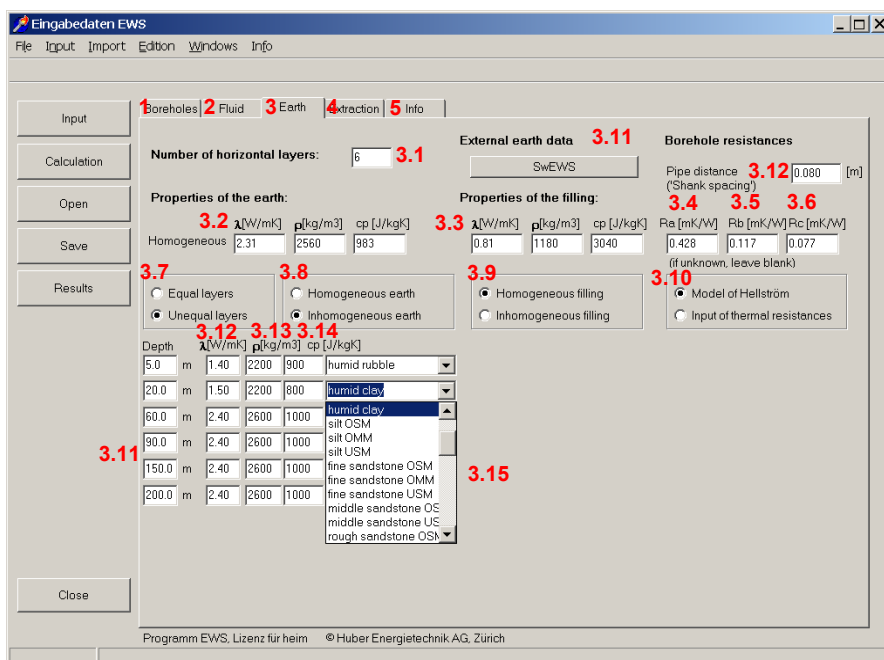 Eingabedaten EWS
File Input Import Edition Windows Info
1 Boreholes 2 Fluid 3 Earth 4 Extraction 5 Info
Input
Calculation
Open
Save
Results
Close
Number of horizontal layers: 6 3.1
External earth data 3.11
SwEWS
Borehole resistances
Pipe distance 3.12 0.080 [m]
('Shank spacing')
Properties of the earth:
3.2 λ[W/mK] ρ[kg/m3] cp [J/kgK]
Homogeneous 2.31 2560 983
Properties of the filling:
3.3 λ[W/mK] ρ[kg/m3] cp [J/kgK]
0.81 1180 3040
3.4 3.5 3.6
Ra [mK/W] Rb [mK/W] Rc [mK/W]
0.428 0.117 0.077
(if unknown, leave blank)
3.7
Equal layers
Unequal layers
3.8
Homogeneous earth
Inhomogeneous earth
3.9
Homogeneous filling
Inhomogeneous filling
3.10
Model of Hellström
Input of thermal resistances
3.12 3.13 3.14
Depth λ[W/mK] ρ[kg/m3] cp [J/kgK]
5.0 m 1.40 2200 900 humid rubble
20.0 m 1.50 2200 800 humid clay
60.0 m 2.40 2600 1000
90.0 m 2.40 2600 1000
3.11
150.0 m 2.40 2600 1000
200.0 m 2.40 2600 1000
humid clay
silt OSM
silt OMM
silt USM
fine sandstone OSM
fine sandstone OMM
fine sandstone USM
middle sandstone OS
middle sandstone US
rough sandstone OSM
3.15
Programm EWS, Lizenz für heim © Huber Energietechnik AG, Zürich